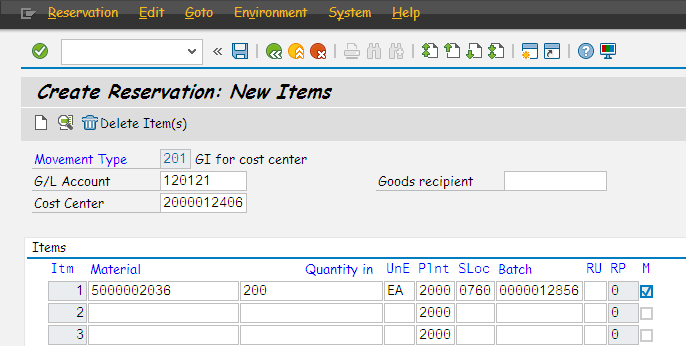 Reservation Edit Goto Environment System Help
Create Reservation: New Items
Delete Item(s)
Movement Type 201 GI for cost center
G/L Account 120121 Goods recipient
Cost Center 2000012406
Items
Itm Material Quantity in UnE Plnt SLoc Batch RU RP M
1 5000002036 200 EA 2000 0760 0000012856 0
2 2000 0
3 2000 0